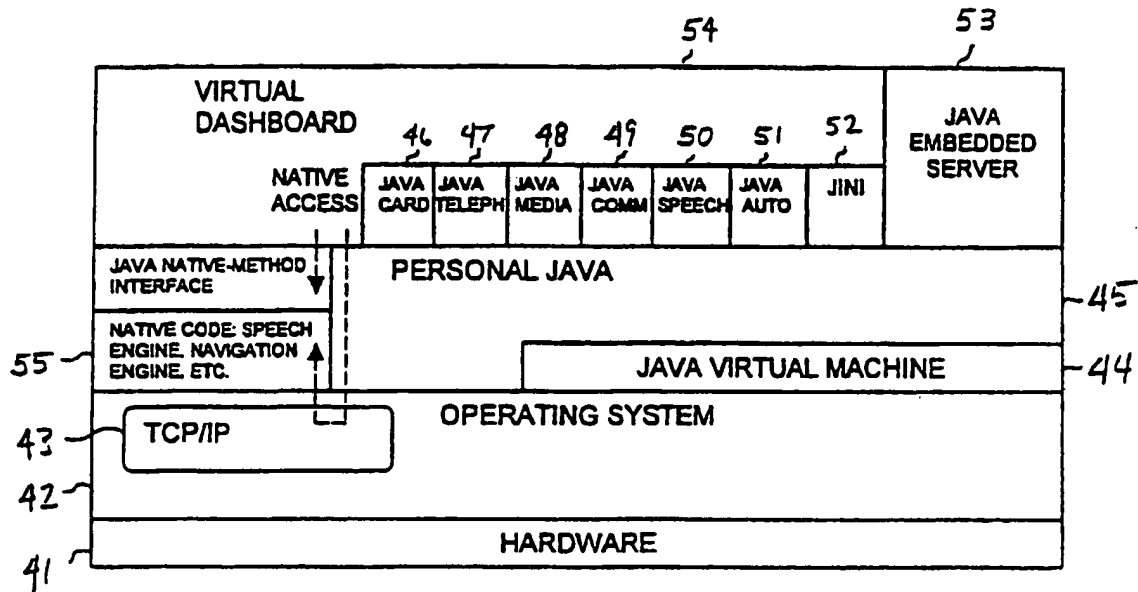 54
53
VIRTUAL
DASHBOARD
46
47
48
49
50
51
52
JAVA
EMBEDDED
SERVER
NATIVE
ACCESS
JAVA
CARD
JAVA
TELEPH
JAVA
MEDIA
JAVA
COMM
JAVA
SPEECH
JAVA
AUTO
JINI
JAVA NATIVE-METHOD
INTERFACE
PERSONAL JAVA
45
NATIVE CODE: SPEECH
ENGINE, NAVIGATION
ENGINE, ETC.
55
JAVA VIRTUAL MACHINE
44
OPERATING SYSTEM
43
TCP/IP
42
HARDWARE
41